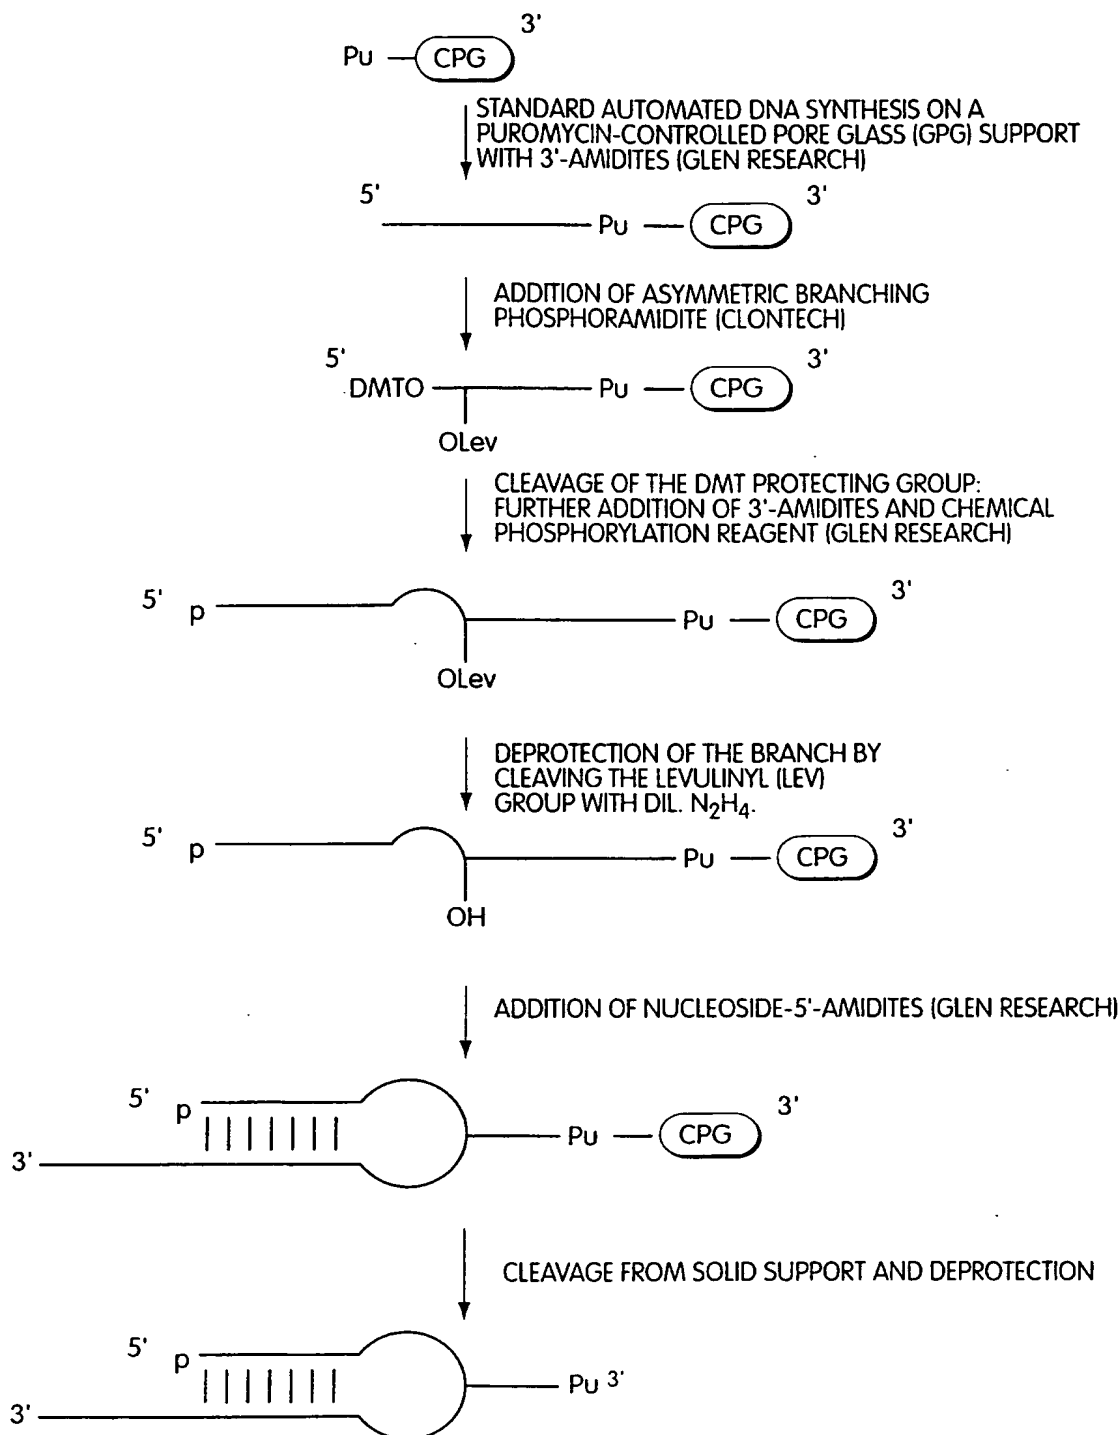 3'
Pu CPG
STANDARD AUTOMATED DNA SYNTHESIS ON A
PUROMYCIN-CONTROLLED PORE GLASS (GPG) SUPPORT
WITH 3'-AMIDITES (GLEN RESEARCH)
5' 3'
Pu CPG
ADDITION OF ASYMMETRIC BRANCHING
PHOSPHORAMIDITE (CLONTECH)
5' 3'
DMTO Pu CPG
OLev
CLEAVAGE OF THE DMT PROTECTING GROUP:
FURTHER ADDITION OF 3'-AMIDITES AND CHEMICAL
PHOSPHORYLATION REAGENT (GLEN RESEARCH)
5' p 3'
Pu CPG
OLev
DEPROTECTION OF THE BRANCH BY
CLEAVING THE LEVULINYL (LEV)
GROUP WITH DIL. N2H4.
5' p 3'
Pu CPG
OH
ADDITION OF NUCLEOSIDE-5'-AMIDITES (GLEN RESEARCH)
5' p 3'
Pu CPG
3'
CLEAVAGE FROM SOLID SUPPORT AND DEPROTECTION
5' p
Pu 3'
3'